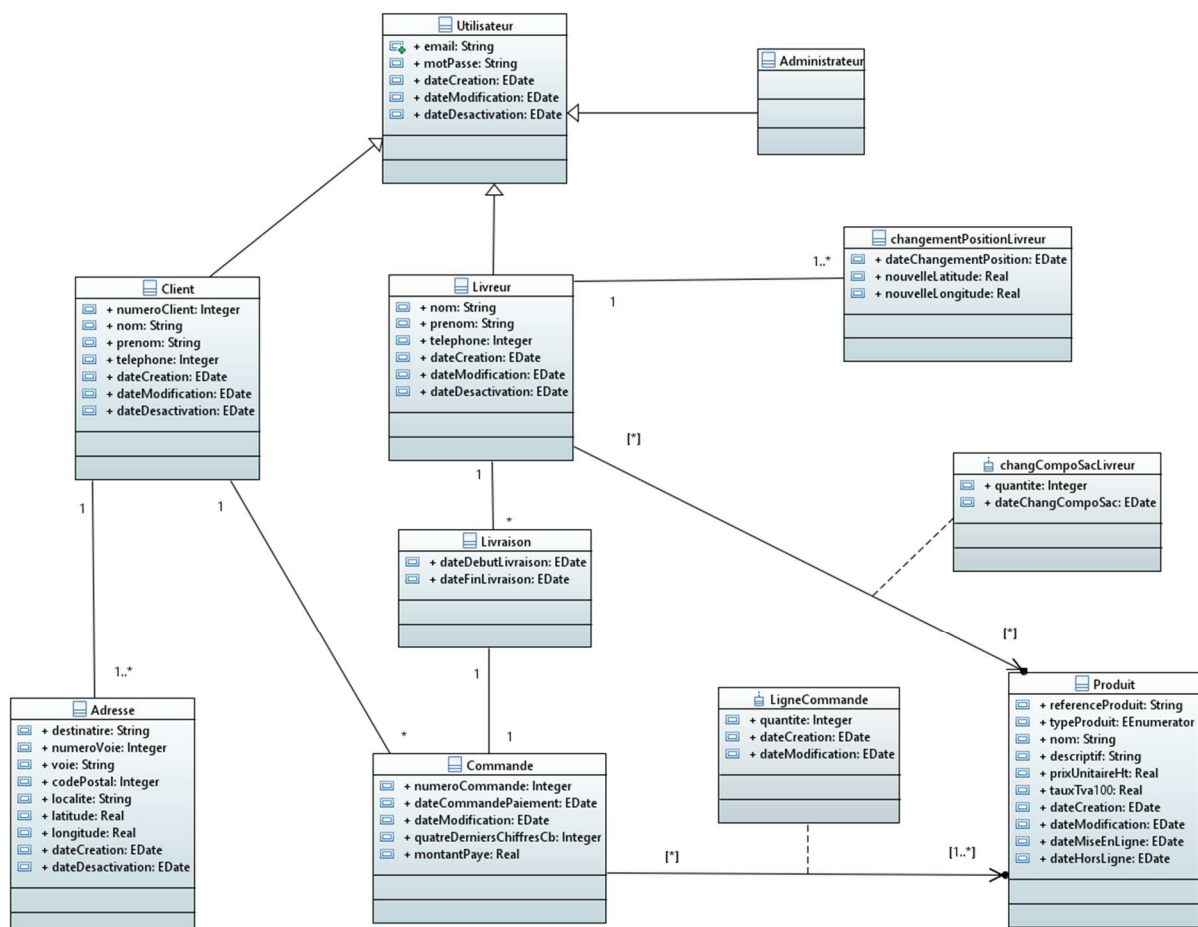 Utilisateur
+ email: String
+ motPasse: String
+ dateCreation: EDate
+ dateModification: EDate
+ dateDesactivation: EDate
Administrateur
changementPositionLivreur
+ dateChangementPosition: EDate
+ nouvelleLatitude: Real
+ nouvelleLongitude: Real
1..*
1
Client
+ numeroClient: Integer
+ nom: String
+ prenom: String
+ telephone: Integer
+ dateCreation: EDate
+ dateModification: EDate
+ dateDesactivation: EDate
Livreur
+ nom: String
+ prenom: String
+ telephone: Integer
+ dateCreation: EDate
+ dateModification: EDate
+ dateDesactivation: EDate
[*]
changCompoSacLivreur
+ quantite: Integer
+ dateChangCompoSac: EDate
1
1
1
*
Livraison
+ dateDebutLivraison: EDate
+ dateFinLivraison: EDate
[*]
1..*
1
1
*
Adresse
+ destinatire: String
+ numeroVoie: Integer
+ voie: String
+ codePostal: Integer
+ localite: String
+ latitude: Real
+ longitude: Real
+ dateCreation: EDate
+ dateDesactivation: EDate
Commande
+ numeroCommande: Integer
+ dateCommandePaiement: EDate
+ dateModification: EDate
+ quatreDerniersChiffresCb: Integer
+ montantPaye: Real
LigneCommande
+ quantite: Integer
+ dateCreation: EDate
+ dateModification: EDate
[*]
[1..*]
Produit
+ referenceProduit: String
+ typeProduit: EEnumerator
+ nom: String
+ descriptif: String
+ prixUnitaireHt: Real
+ tauxTva100: Real
+ dateCreation: EDate
+ dateModification: EDate
+ dateMiseEnLigne: EDate
+ dateHorsLigne: EDate